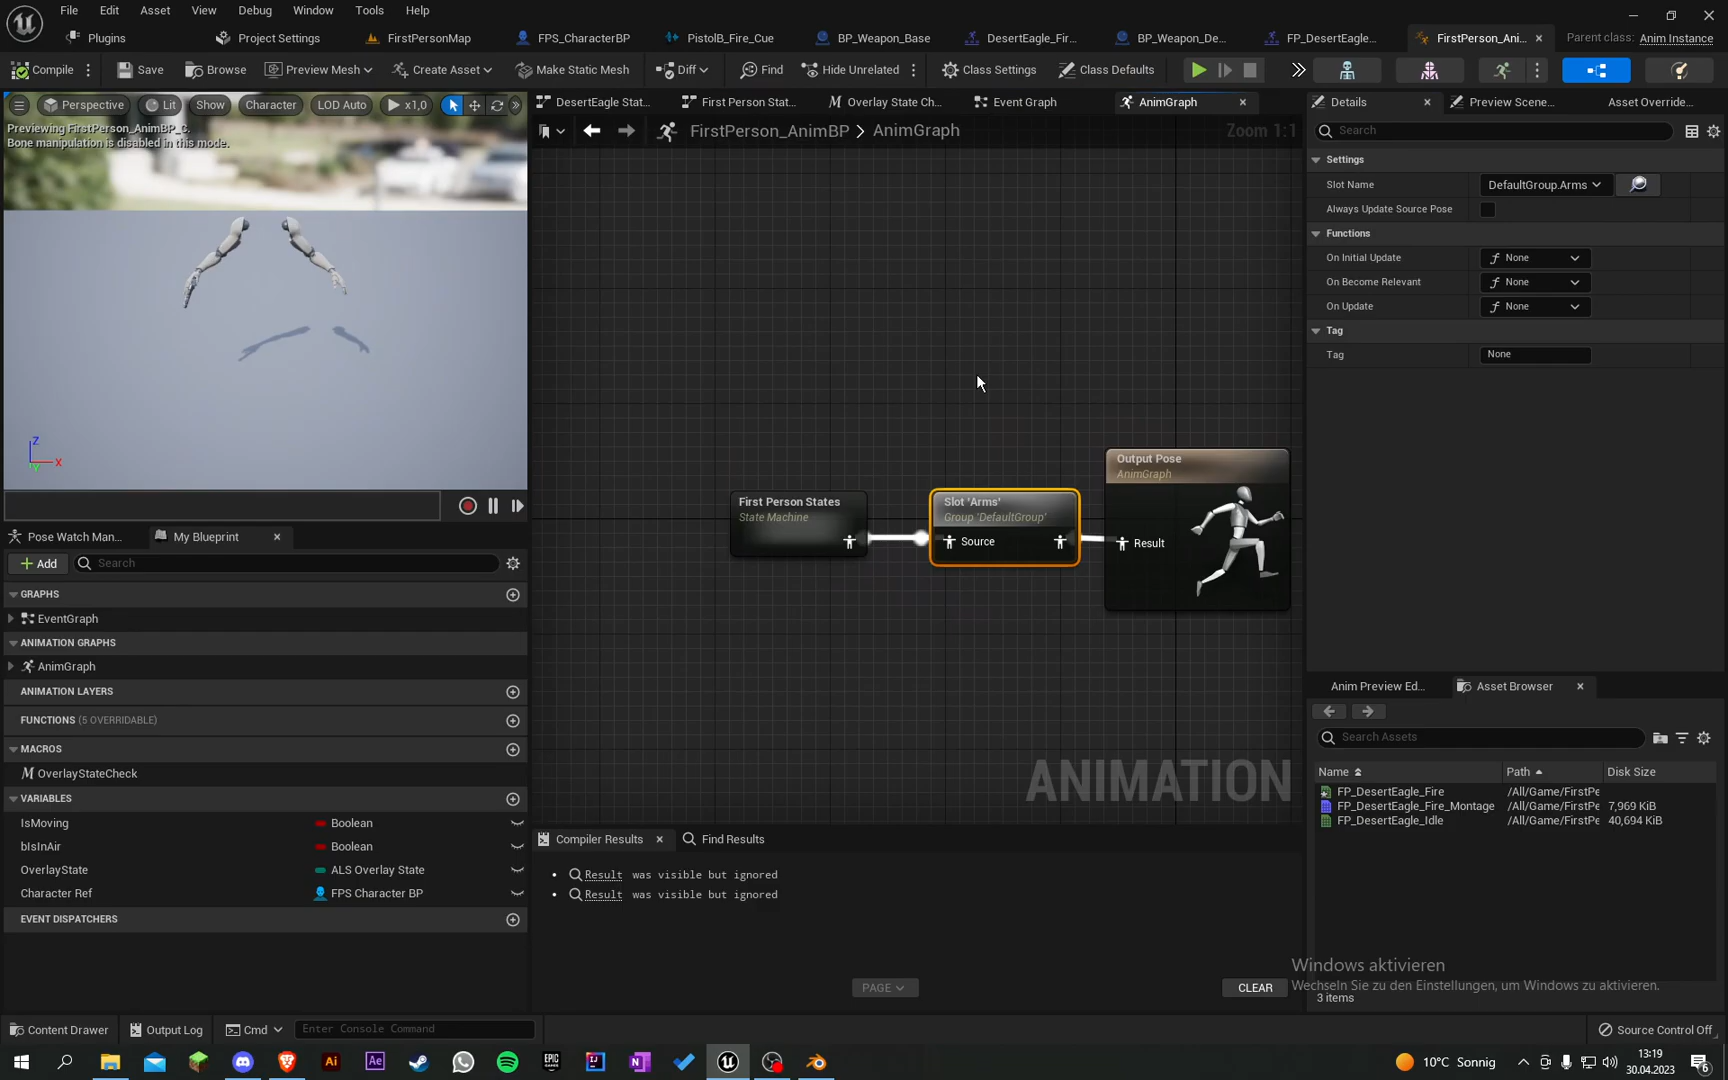 File Edit Asset View Debug Window Tools Help
Plugins Project Settings FirstPersonMap FPS_CharacterBP PistolB_Fire_Cue BP_Weapon_Base DesertEagle_Fir... BP_Weapon_De... FP_DesertEagle... FirstPerson_Ani... Parent class: Anim Instance
Compile Save Browse Preview Mesh Create Asset Make Static Mesh Diff Find Hide Unrelated Class Settings Class Defaults
Perspective Lit Show Character LOD Auto x1,0
Previewing FirstPerson_AnimBP_C.
Bone manipulation is disabled in this mode.
Z
X
Y
DesertEagle Stat... First Person Stat... Overlay State Ch... Event Graph AnimGraph
FirstPerson_AnimBP > AnimGraph
Zoom 1:1
First Person States
State Machine
Slot 'Arms'
Group 'DefaultGroup'
Source
Output Pose
AnimGraph
Result
ANIMATION
Pose Watch Man... My Blueprint
Add Search
GRAPHS
EventGraph
ANIMATION GRAPHS
AnimGraph
ANIMATION LAYERS
FUNCTIONS (5 OVERRIDABLE)
MACROS
OverlayStateCheck
VARIABLES
IsMoving Boolean
bIsInAir Boolean
OverlayState ALS Overlay State
Character Ref FPS Character BP
EVENT DISPATCHERS
Compiler Results Find Results
Result was visible but ignored
Result was visible but ignored
PAGE CLEAR
Details Preview Scene... Asset Override...
Search
Settings
Slot Name DefaultGroup.Arms
Always Update Source Pose
Functions
On Initial Update None
On Become Relevant None
On Update None
Tag
Tag None
Anim Preview Ed... Asset Browser
Search Assets
Name Path Disk Size
FP_DesertEagle_Fire /All/Game/FirstPe
FP_DesertEagle_Fire_Montage /All/Game/FirstPe 7,969 KiB
FP_DesertEagle_Idle /All/Game/FirstPe 40,694 KiB
Windows aktivieren
Wechseln Sie zu den Einstellungen, um Windows zu aktivieren.
3 items
Content Drawer Output Log Cmd Enter Console Command Source Control Off
10°C Sonnig
13:19
30.04.2023
6